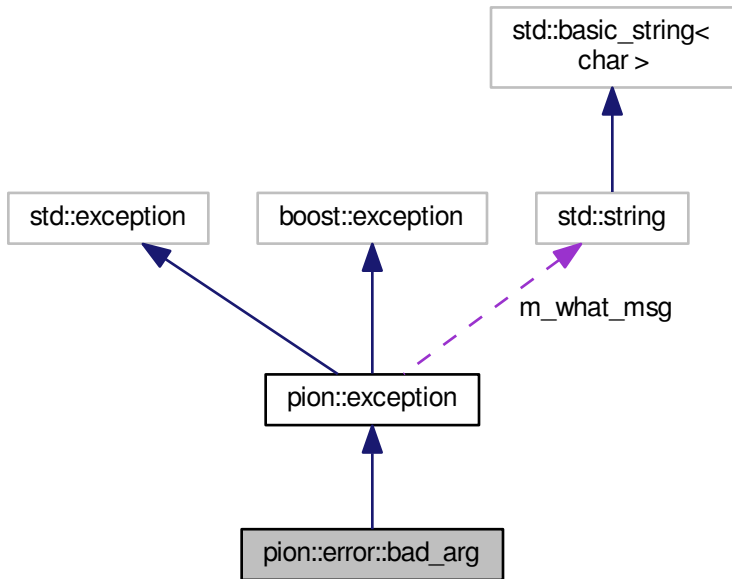 std::basic_string<
char >
std::exception
boost::exception
std::string
m_what_msg
pion::exception
pion::error::bad_arg